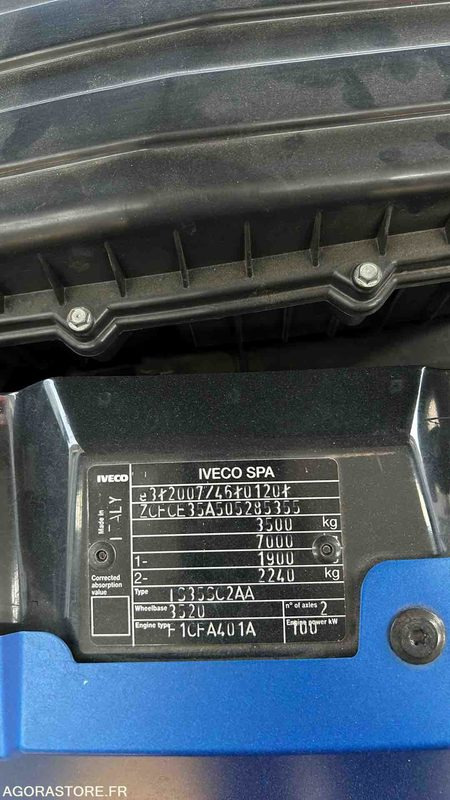 IVECO
IVECO SPA
Made in
ITALY
e3*2007/46*0120*
ZCFCE35A505285355
3500 kg
7000
1- 1900
2- 2240 kg
Corrected absorption value
Type IS35SC2AA
Wheelbase 3520 n° of axles 2
Engine type F1CFA401A Engine power kW 100
AGORASTORE.FR